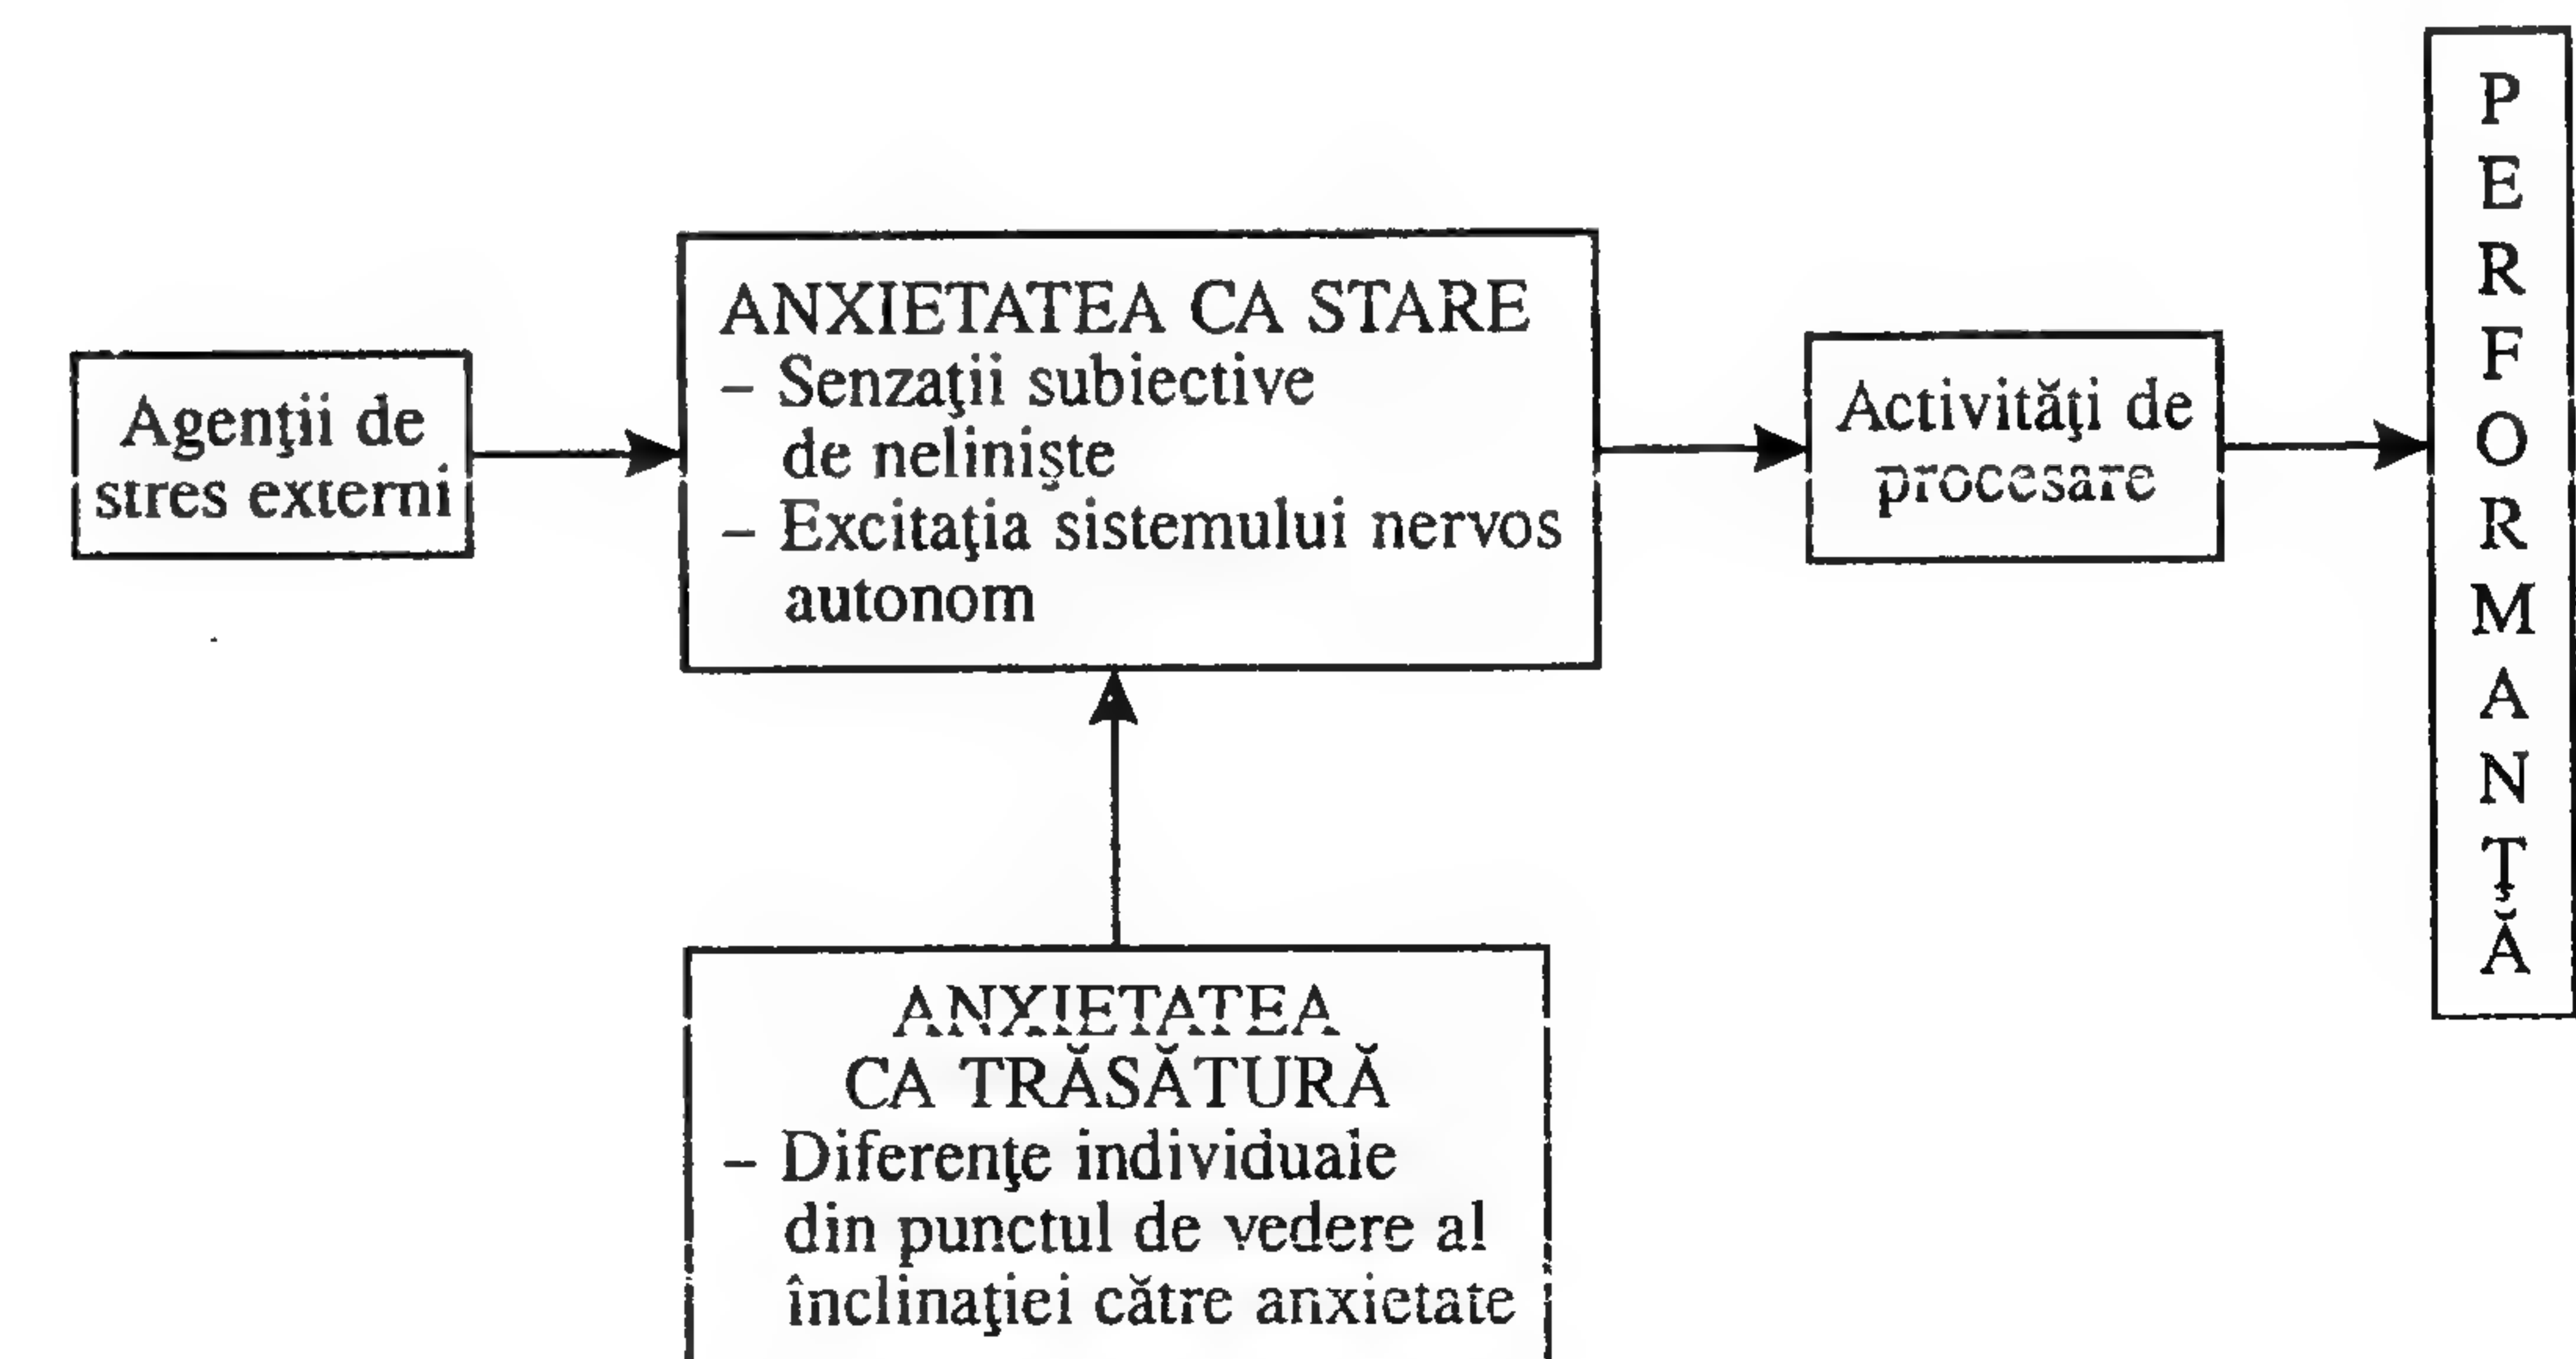 Agenţii de
stres externi
ANXIETATEA CA STARE
– Senzaţii subiective
de nelinişte
– Excitaţia sistemului nervos
autonom
Activităţi de
procesare
P
E
R
F
O
R
M
A
N
Ţ
Ă
ANXIETATEA
CA TRĂSĂTURĂ
– Diferenţe individuale
din punctul de vedere al
înclinaţiei către anxietate